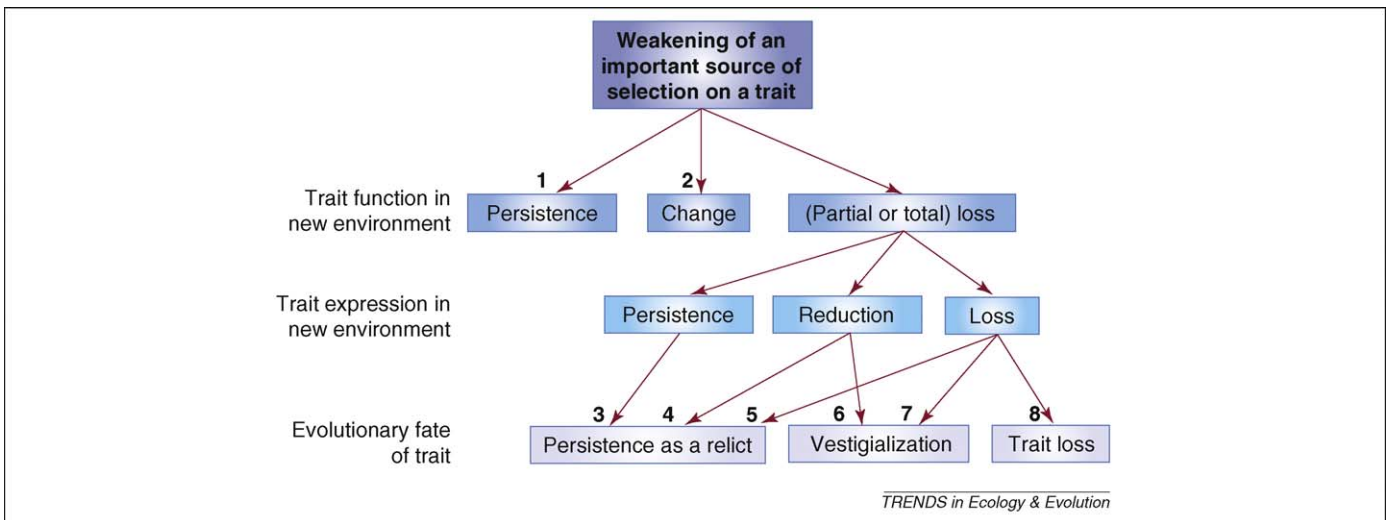 Weakening of an
important source of
selection on a trait
1
2
Trait function in
new environment
Persistence
Change
(Partial or total) loss
Trait expression in
new environment
Persistence
Reduction
Loss
3
4
5
6
7
8
Evolutionary fate
of trait
Persistence as a relict
Vestigialization
Trait loss
TRENDS in Ecology & Evolution